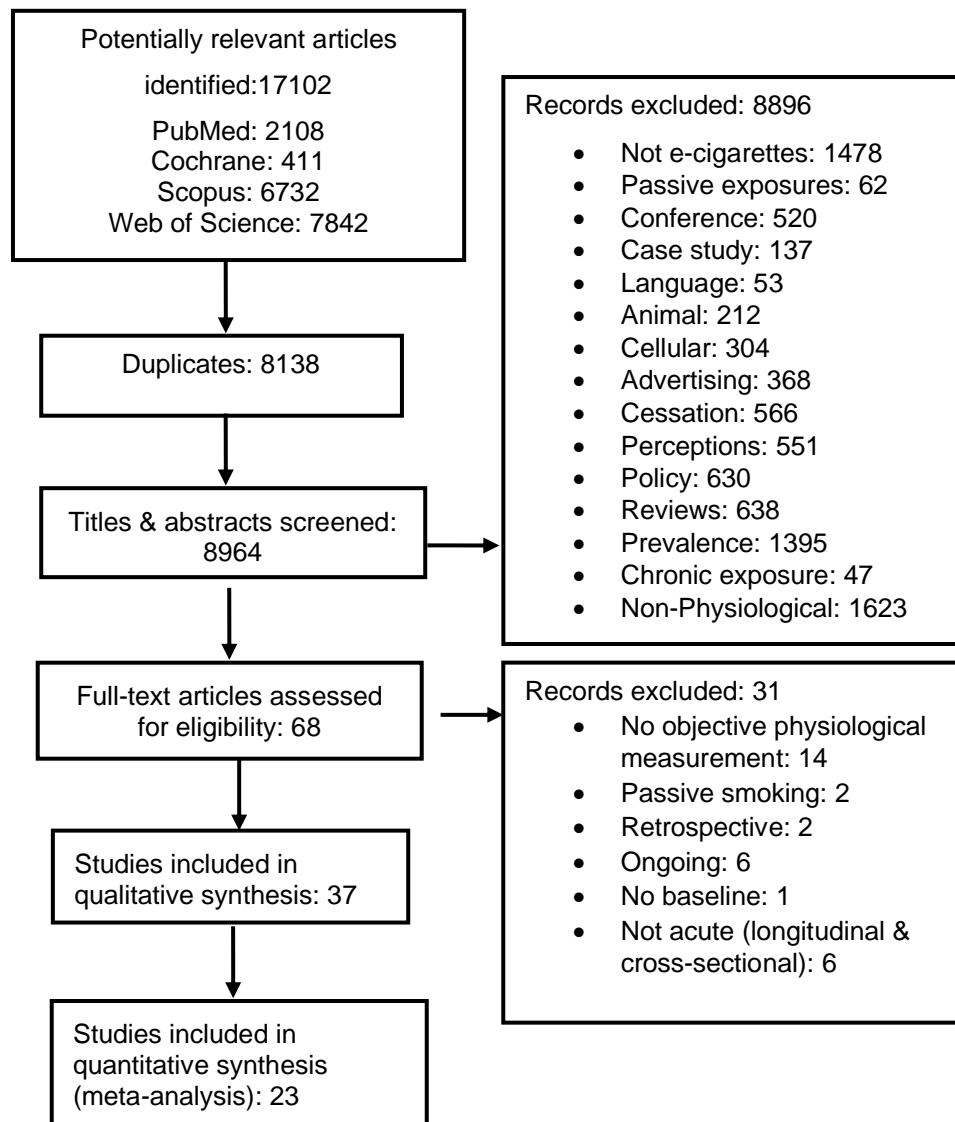 Potentially relevant articles
identified:17102
PubMed: 2108
Cochrane: 411
Scopus: 6732
Web of Science: 7842
Duplicates: 8138
Titles & abstracts screened:
8964
Records excluded: 8896
• Not e-cigarettes: 1478
• Passive exposures: 62
• Conference: 520
• Case study: 137
• Language: 53
• Animal: 212
• Cellular: 304
• Advertising: 368
• Cessation: 566
• Perceptions: 551
• Policy: 630
• Reviews: 638
• Prevalence: 1395
• Chronic exposure: 47
• Non-Physiological: 1623
Full-text articles assessed
for eligibility: 68
Records excluded: 31
• No objective physiological
measurement: 14
• Passive smoking: 2
• Retrospective: 2
• Ongoing: 6
• No baseline: 1
• Not acute (longitudinal &
cross-sectional): 6
Studies included in
qualitative synthesis: 37
Studies included in
quantitative synthesis
(meta-analysis): 23